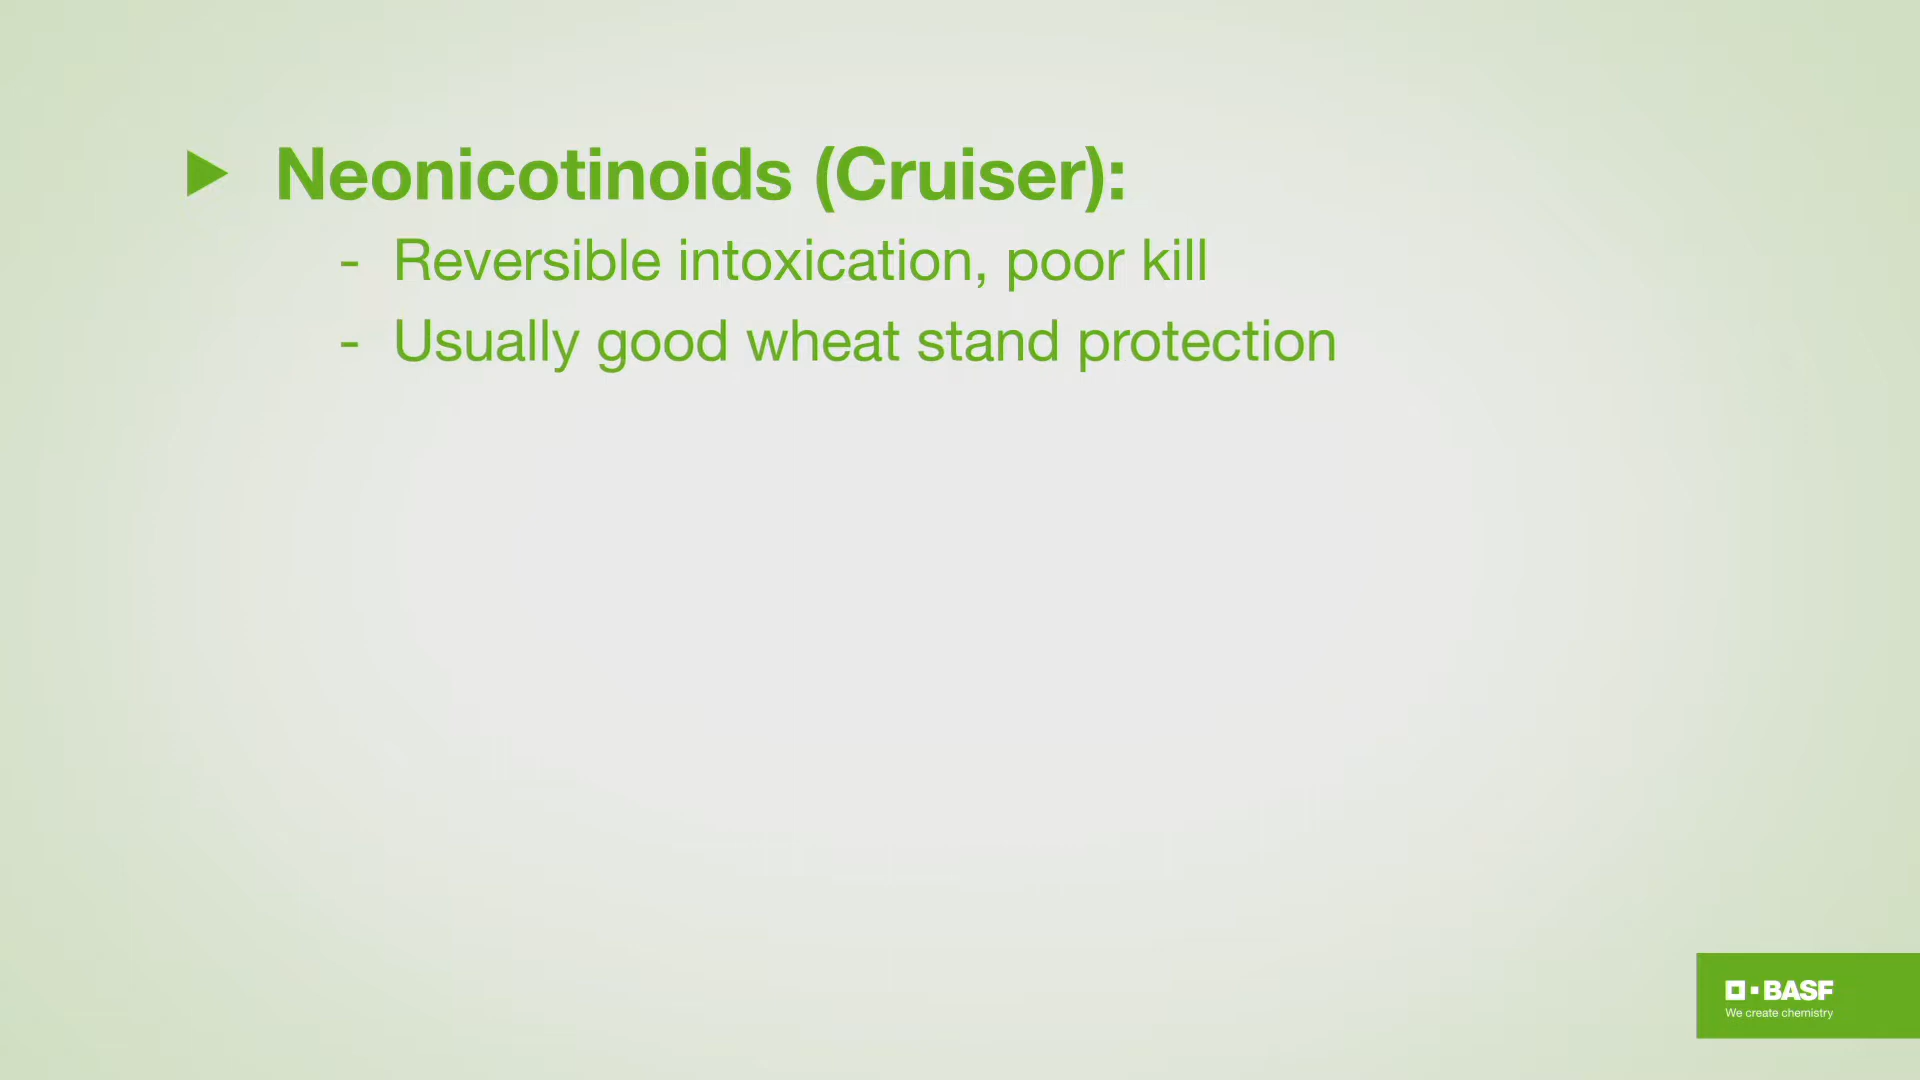 Neonicotinoids (Cruiser):
- Reversible intoxication, poor kill
- Usually good wheat stand protection
BASF
We create chemistry